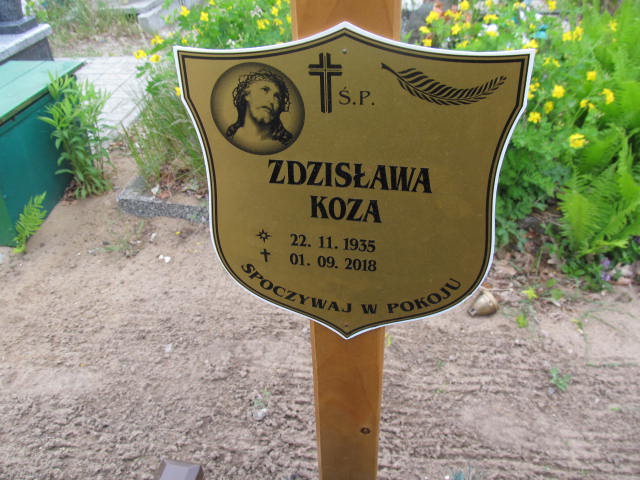 Ś.P.
ZDZISŁAWA
KOZA
22. 11. 1935
01. 09. 2018
SPOCZYWAJ W POKOJU